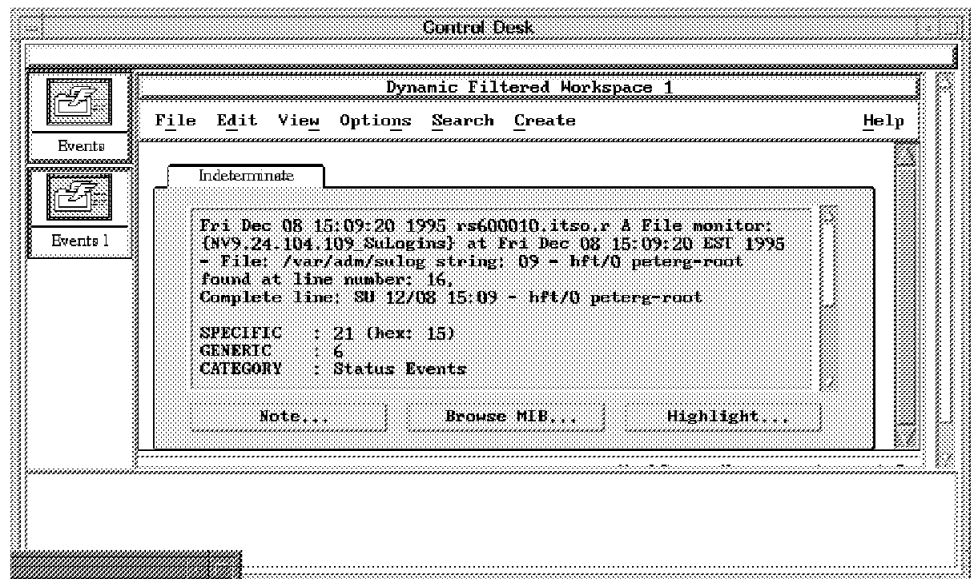 Control Desk
Dynamic Filtered Workspace 1
File Edit View Options Search Create Help
Events
Events 1
Indeterminate
Fri Dec 08 15:09:20 1995 rs600010.itso.r A File monitor:
{NV9.24.104.109_SuLogins} at Fri Dec 08 15:09:20 EST 1995
- File: /var/adm/sulog string: 09 - hft/0 peterg-root
found at line number: 16,
Complete line: SU 12/08 15:09 - hft/0 peterg-root
SPECIFIC : 21 (hex: 15)
GENERIC : 6
CATEGORY : Status Events
Note... Browse MIB... Highlight...